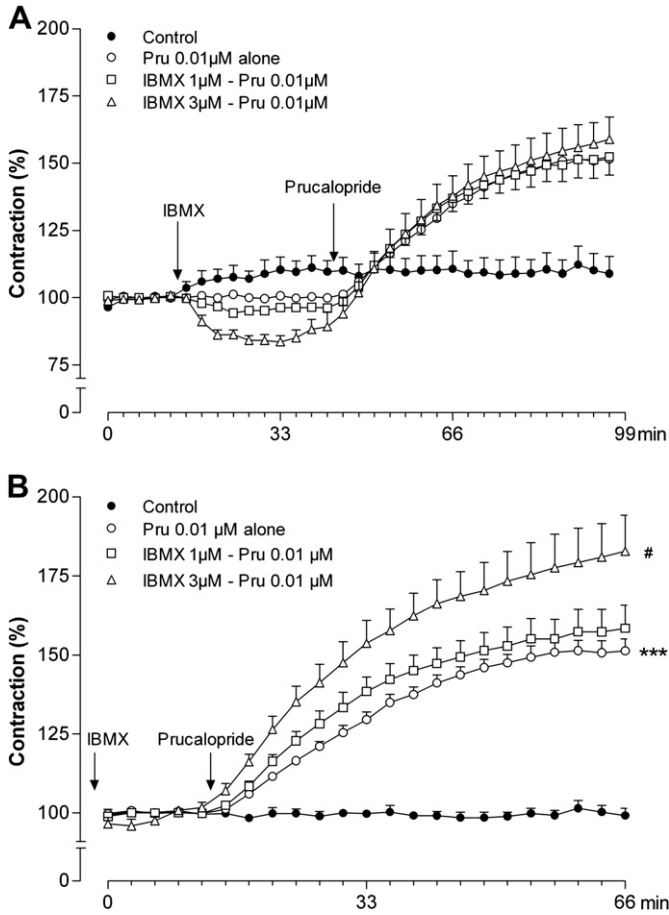 A
200
Control
Pru 0.01µM alone
IBMX 1µM - Pru 0.01µM
IBMX 3µM - Pru 0.01µM
175
150
Prucalopride
IBMX
125
100
75
0
Contraction (%)
0 33 66 99 min
B
200
Control
Pru 0.01 µM alone
IBMX 1µM - Pru 0.01 µM
IBMX 3µM - Pru 0.01 µM
#
175
150
***
IBMX Prucalopride
125
100
0
Contraction (%)
0 33 66 min